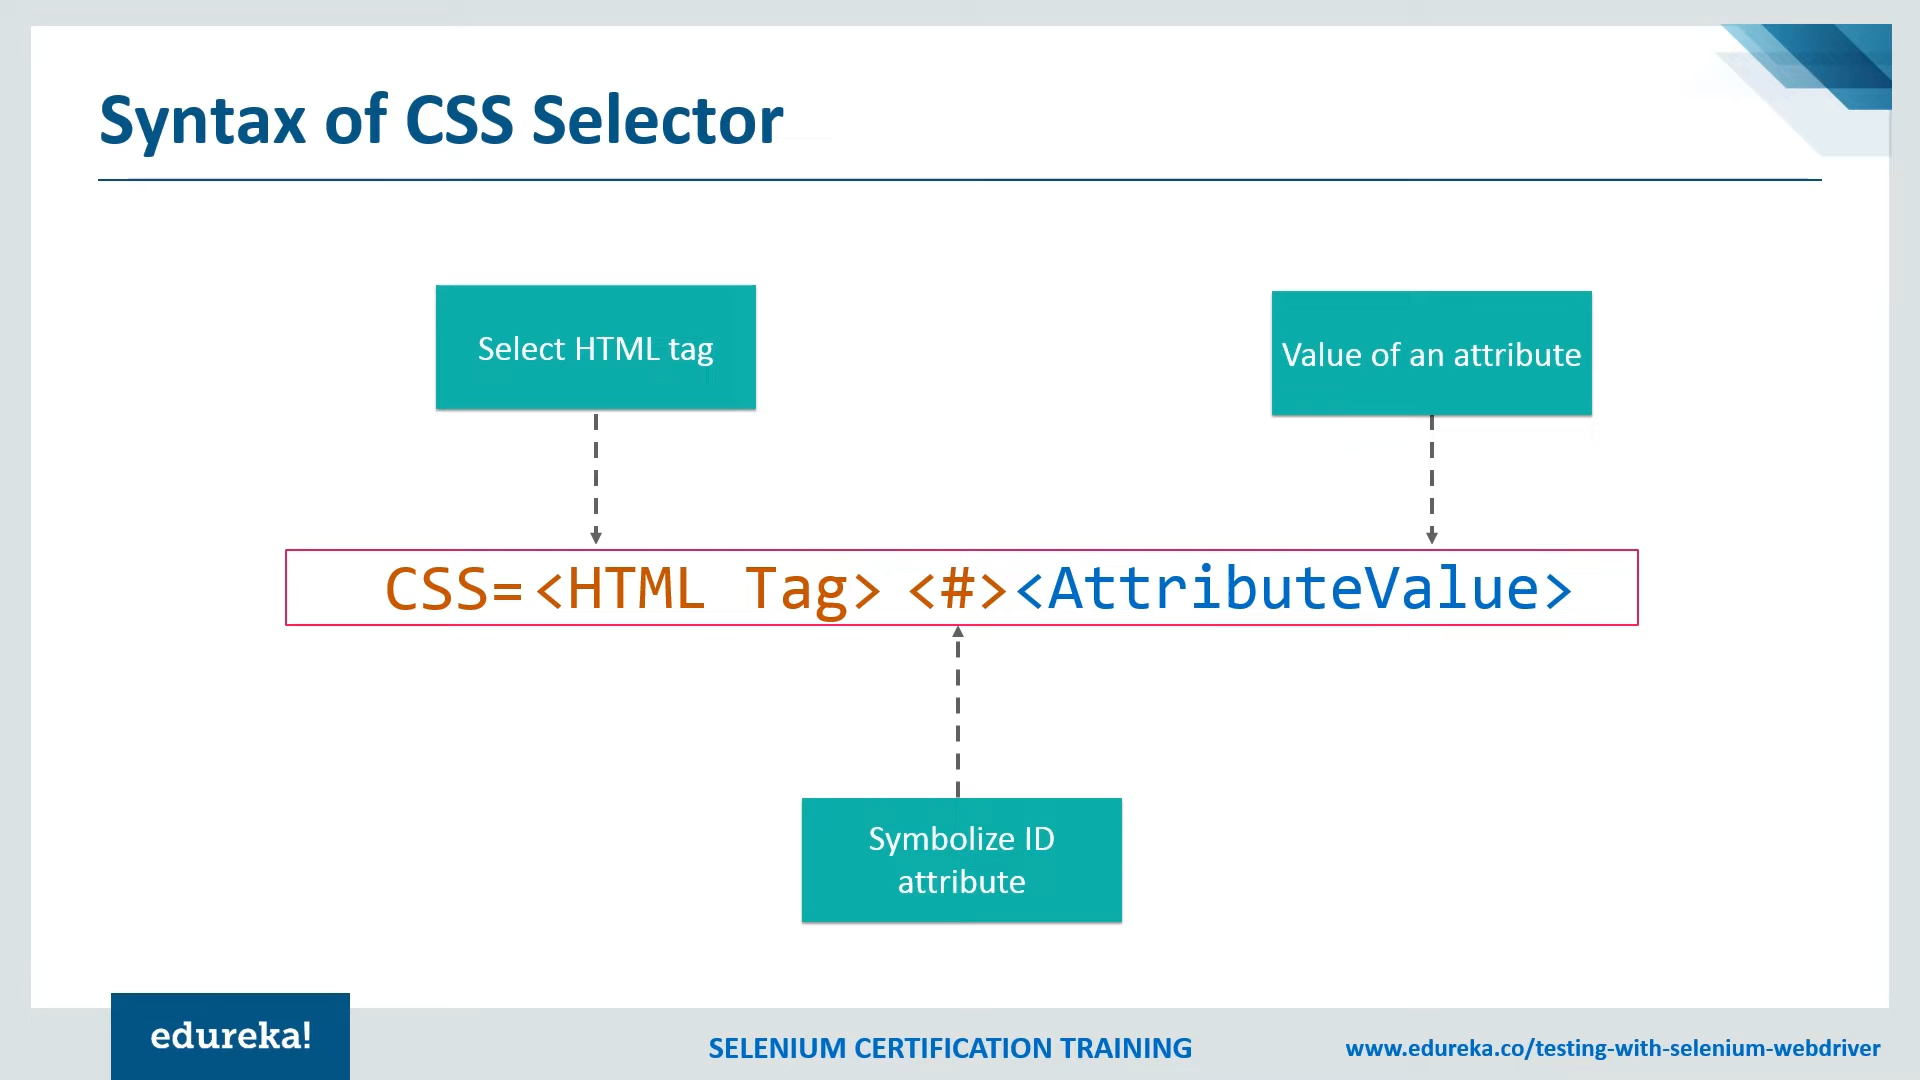 Syntax of CSS Selector
Select HTML tag
Value of an attribute
CSS=<HTML Tag> <#><AttributeValue>
Symbolize ID
attribute
edureka!
SELENIUM CERTIFICATION TRAINING
www.edureka.co/testing-with-selenium-webdriver